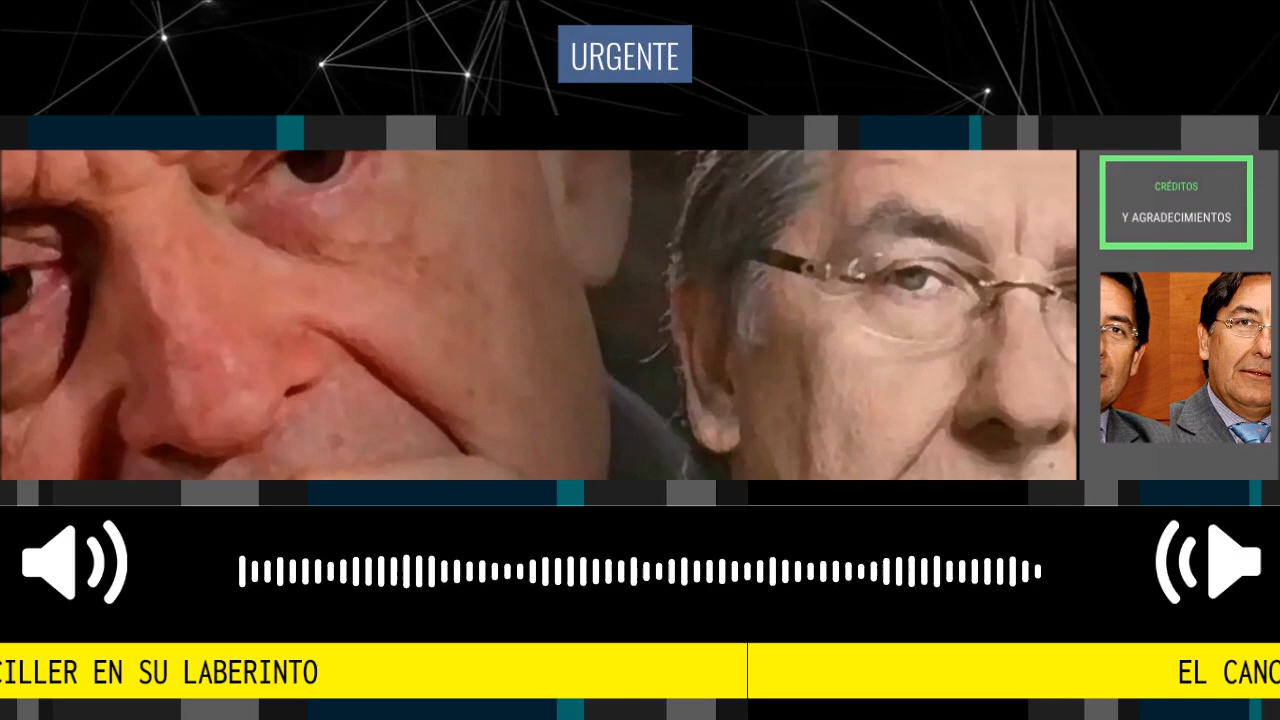 URGENTE
CRÉDITOS
Y AGRADECIMIENTOS
CILLER EN SU LABERINTO
EL CANC